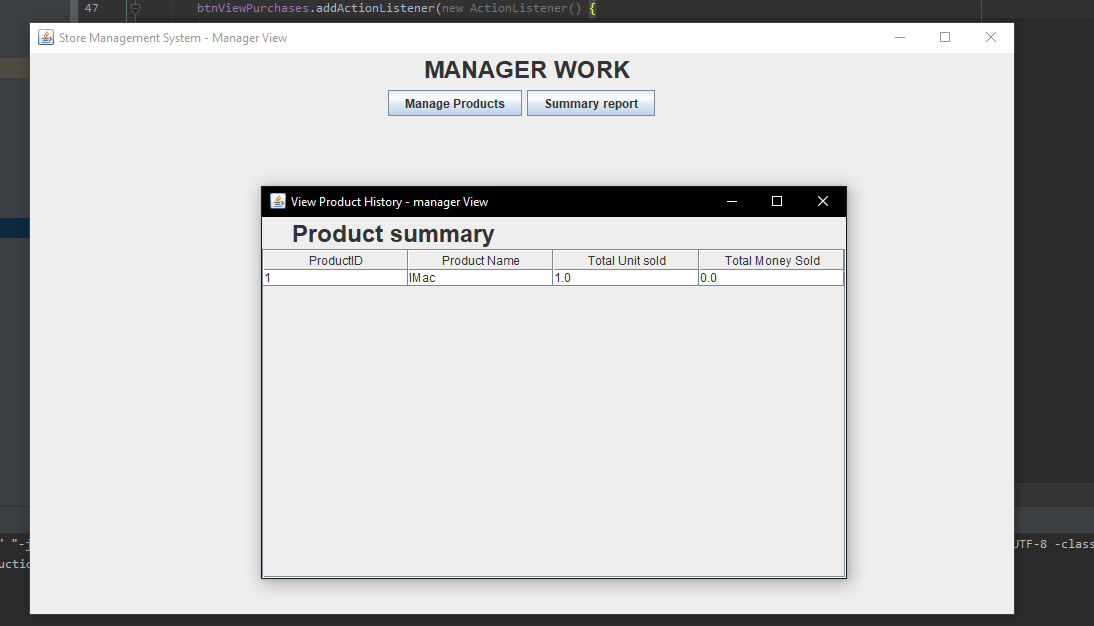 47 btnViewPurchases.addActionListener(new ActionListener() {
Store Management System - Manager View
MANAGER WORK
Manage Products Summary report
View Product History - manager View
Product summary
ProductID Product Name Total Unit sold Total Money Sold
1 IMac 1.0 0.0
" "-j UTF-8 -class
uctio